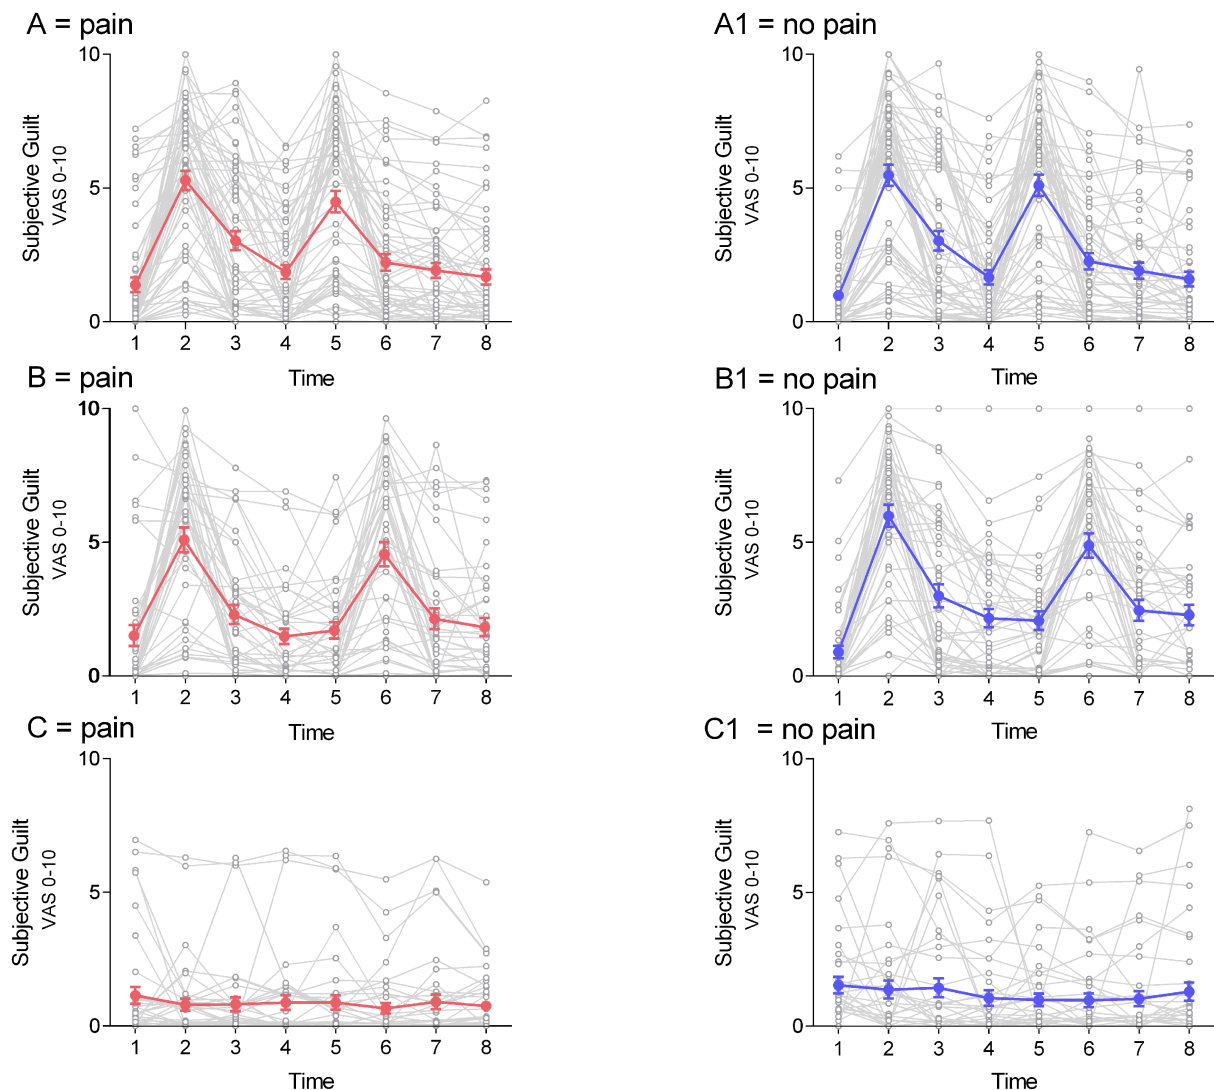 A = pain
10
5
0
Subjective Guilt
VAS 0-10
1 2 3 4 5 6 7 8
Time
A1 = no pain
10
5
0
Subjective Guilt
VAS 0-10
1 2 3 4 5 6 7 8
Time
B = pain
10
5
0
Subjective Guilt
VAS 0-10
1 2 3 4 5 6 7 8
Time
B1 = no pain
10
5
0
Subjective Guilt
VAS 0-10
1 2 3 4 5 6 7 8
Time
C = pain
10
5
0
Subjective Guilt
VAS 0-10
1 2 3 4 5 6 7 8
Time
C1 = no pain
10
5
0
Subjective Guilt
VAS 0-10
1 2 3 4 5 6 7 8
Time